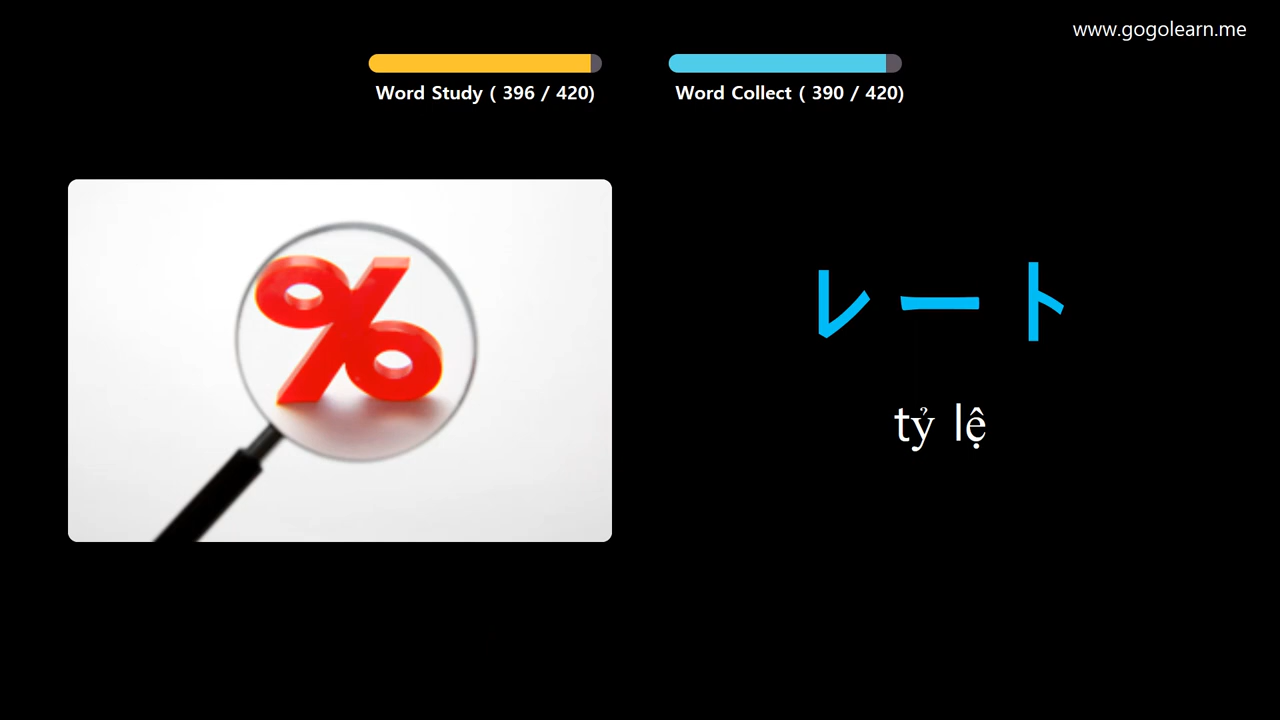 www.gogolearn.me
Word Study ( 396 / 420)
Word Collect ( 390 / 420)
%
レート
tỷ lệ